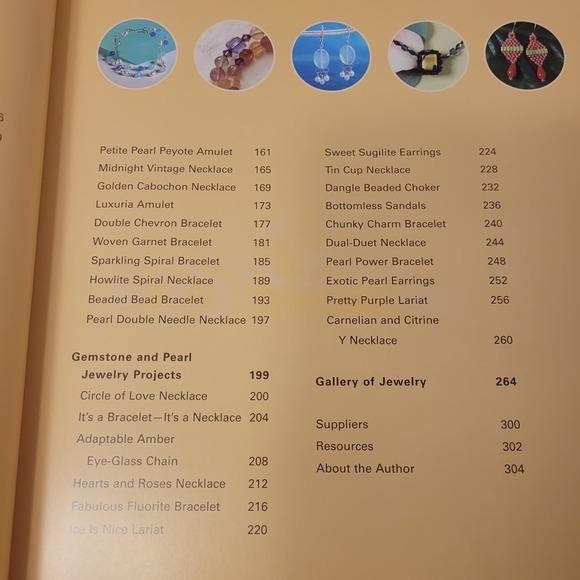 Petite Pearl Peyote Amulet 161
Midnight Vintage Necklace 165
Golden Cabochon Necklace 169
Luxuria Amulet 173
Double Chevron Bracelet 177
Woven Garnet Bracelet 181
Sparkling Spiral Bracelet 185
Howlite Spiral Necklace 189
Beaded Bead Bracelet 193
Pearl Double Needle Necklace 197
Gemstone and Pearl
Jewelry Projects 199
Circle of Love Necklace 200
It's a Bracelet—It's a Necklace 204
Adaptable Amber
Eye-Glass Chain 208
Hearts and Roses Necklace 212
Fabulous Fluorite Bracelet 216
Ice Is Nice Lariat 220
Sweet Sugilite Earrings 224
Tin Cup Necklace 228
Dangle Beaded Choker 232
Bottomless Sandals 236
Chunky Charm Bracelet 240
Dual-Duet Necklace 244
Pearl Power Bracelet 248
Exotic Pearl Earrings 252
Pretty Purple Lariat 256
Carnelian and Citrine
Y Necklace 260
Gallery of Jewelry 264
Suppliers 300
Resources 302
About the Author 304